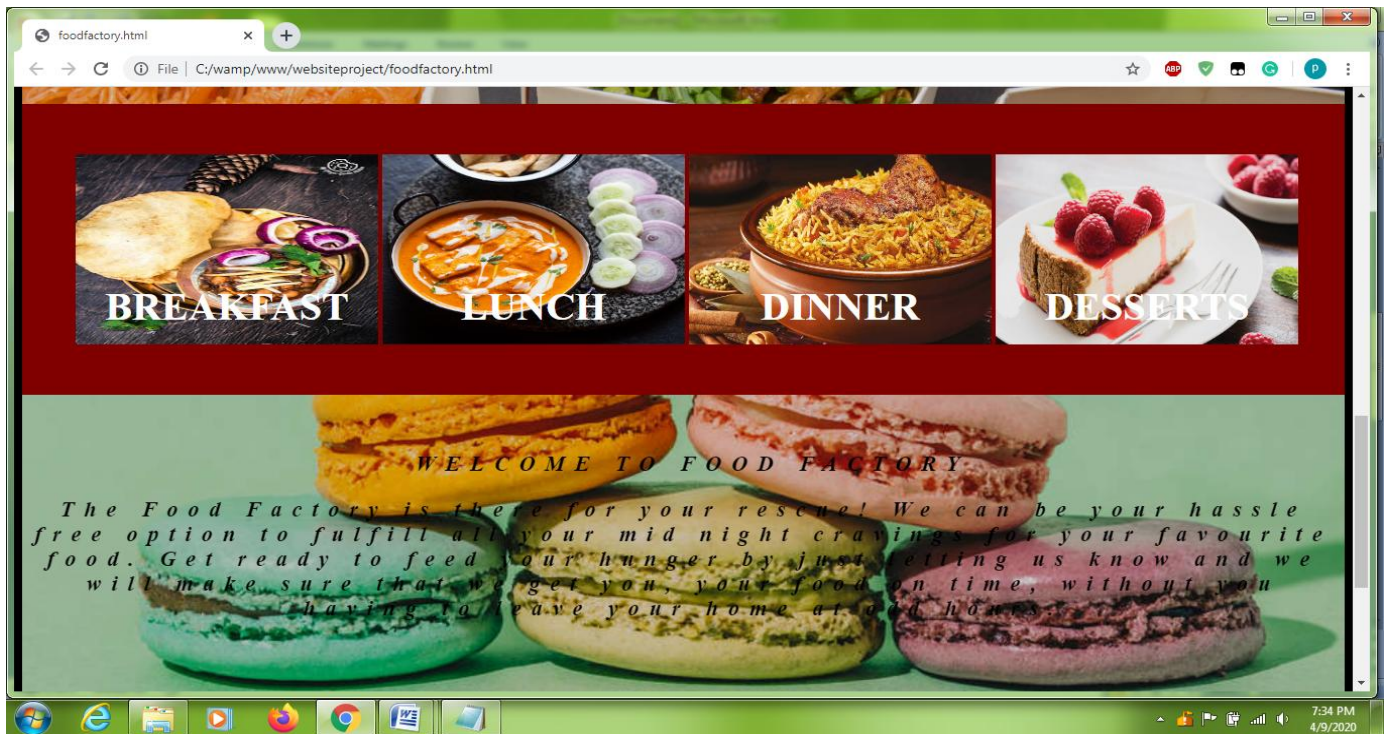 foodfactory.html
File | C:/wamp/www/websiteproject/foodfactory.html
ABP
P
BREAKFAST
LUNCH
DINNER
DESSERTS
WELCOME TO FOOD FACTORY
The Food Factory is there for your rescue! We can be your hassle
free option to fulfill all your mid night cravings for your favourite
food. Get ready to feed your hunger by just letting us know and we
will make sure that we get you, your food on time, without you
having to leave your home at odd hours.
7:34 PM
4/9/2020